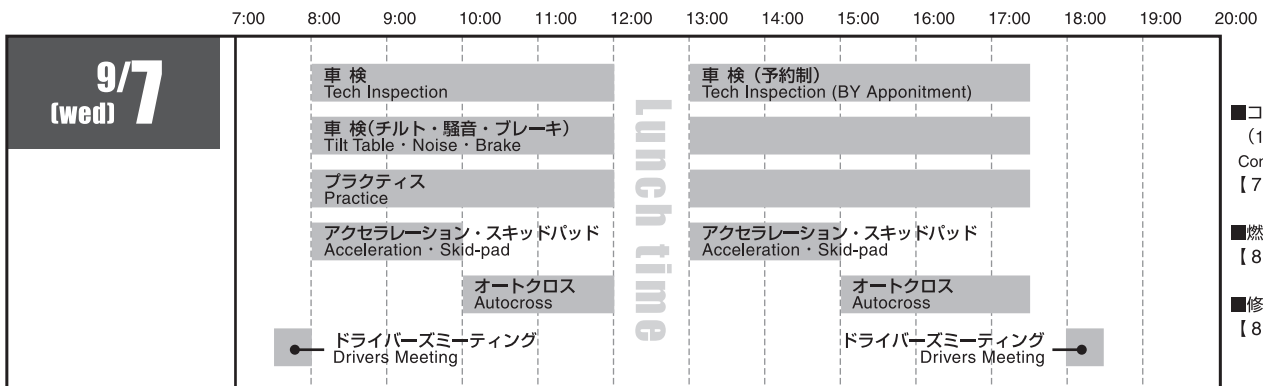 7:00 8:00 9:00 10:00 11:00 12:00 13:00 14:00 15:00 16:00 17:00 18:00 19:00 20:00
9/7
(wed)
車 検
Tech Inspection
車 検（予約制）
Tech Inspection (BY Apponitment)
車 検（チルト・騒音・ブレーキ）
Tilt Table・Noise・Brake
プラクティス
Practice
アクセラレーション・スキッドパッド
Acceleration・Skid-pad
アクセラレーション・スキッドパッド
Acceleration・Skid-pad
オートクロス
Autocross
オートクロス
Autocross
ドライバーズミーティング
Drivers Meeting
ドライバーズミーティング
Drivers Meeting
Lunch time
■コ
（1
Cor
【7
■燃
【8
■修
【8